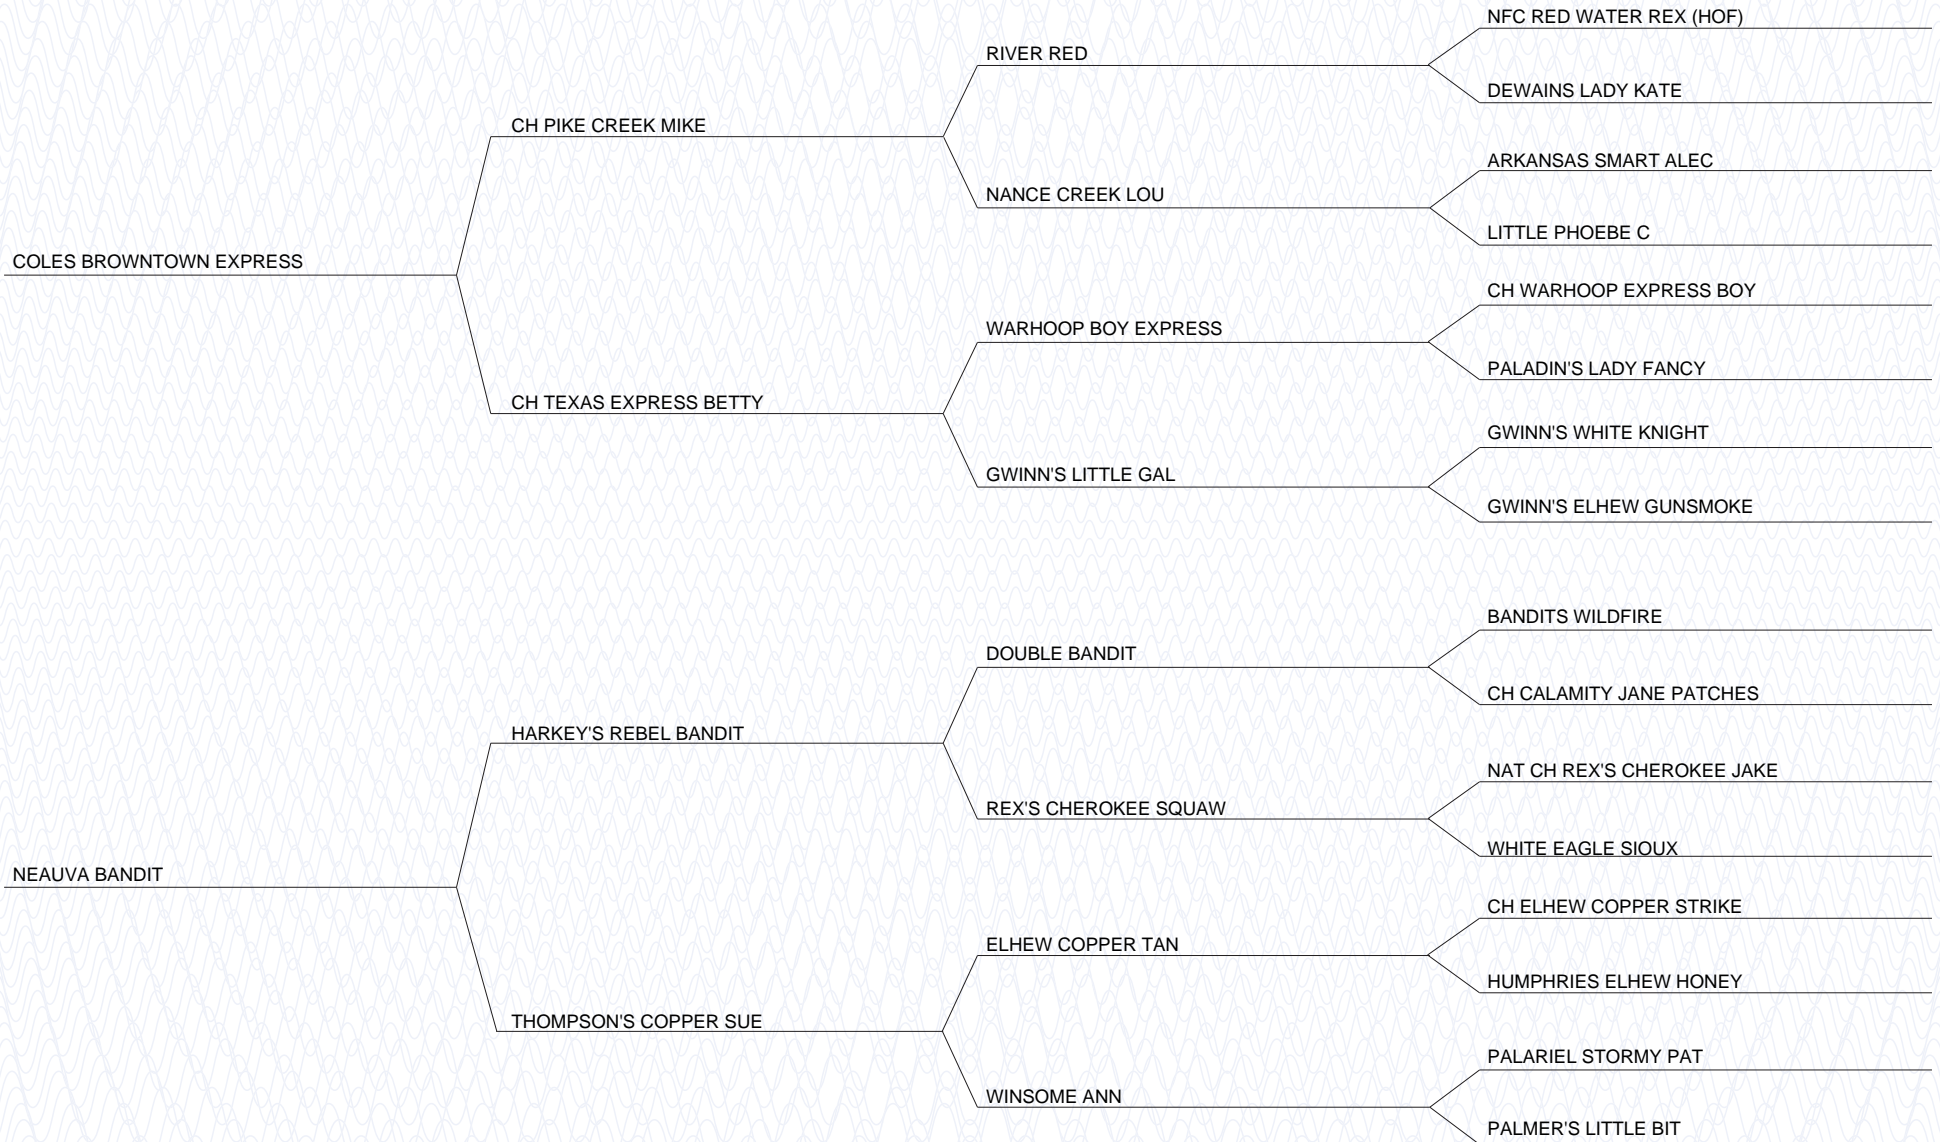 NFC RED WATER REX (HOF)
RIVER RED
DEWAINS LADY KATE
CH PIKE CREEK MIKE
ARKANSAS SMART ALEC
NANCE CREEK LOU
LITTLE PHOEBE C
COLES BROWNTOWN EXPRESS
CH WARHOOP EXPRESS BOY
WARHOOP BOY EXPRESS
PALADIN'S LADY FANCY
CH TEXAS EXPRESS BETTY
GWINN'S WHITE KNIGHT
GWINN'S LITTLE GAL
GWINN'S ELHEW GUNSMOKE
BANDITS WILDFIRE
DOUBLE BANDIT
CH CALAMITY JANE PATCHES
HARKEY'S REBEL BANDIT
NAT CH REX'S CHEROKEE JAKE
REX'S CHEROKEE SQUAW
WHITE EAGLE SIOUX
NEAUVA BANDIT
CH ELHEW COPPER STRIKE
ELHEW COPPER TAN
HUMPHRIES ELHEW HONEY
THOMPSON'S COPPER SUE
PALARIEL STORMY PAT
WINSOME ANN
PALMER'S LITTLE BIT